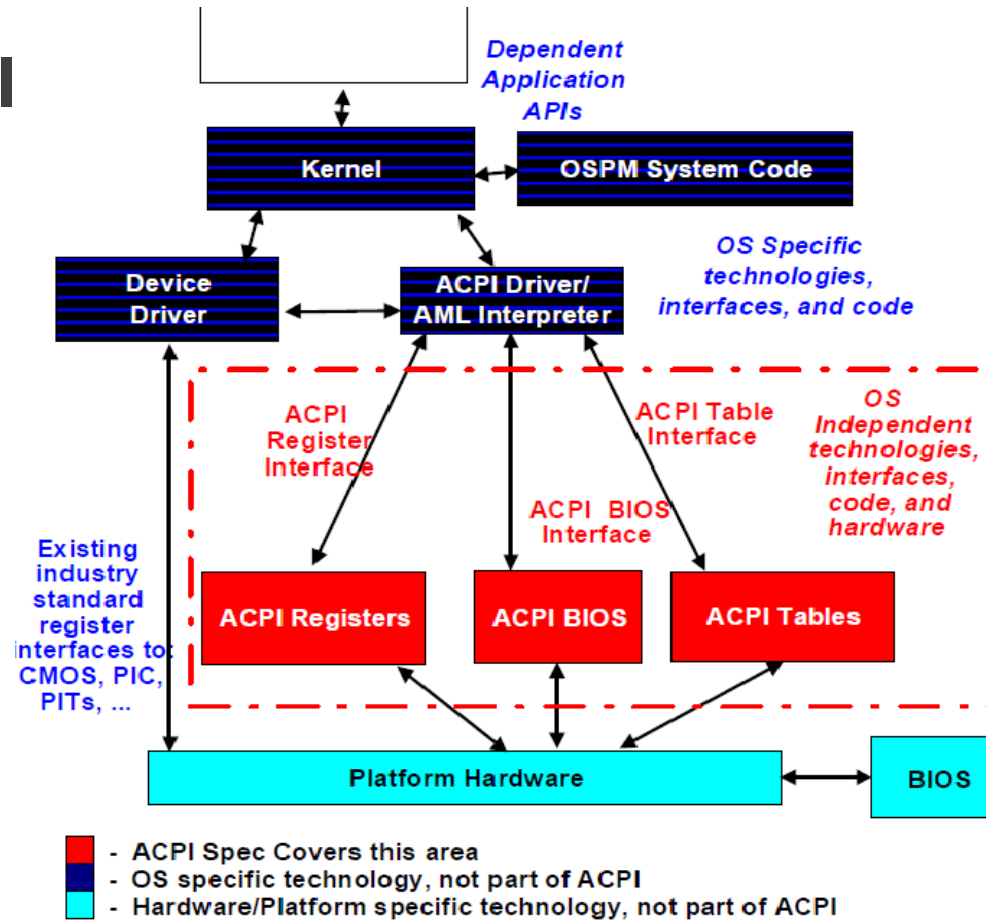 Dependent
Application
APIs
Kernel
OSPM System Code
OS Specific
technologies,
interfaces, and code
Device
Driver
ACPI Driver/
AML Interpreter
ACPI
Register
Interface
ACPI Table
Interface
OS
Independent
technologies,
interfaces,
code, and
hardware
ACPI BIOS
Interface
Existing
industry
standard
register
interfaces to:
CMOS, PIC,
PITs, ...
ACPI Registers
ACPI BIOS
ACPI Tables
Platform Hardware
BIOS
- ACPI Spec Covers this area
- OS specific technology, not part of ACPI
- Hardware/Platform specific technology, not part of ACPI